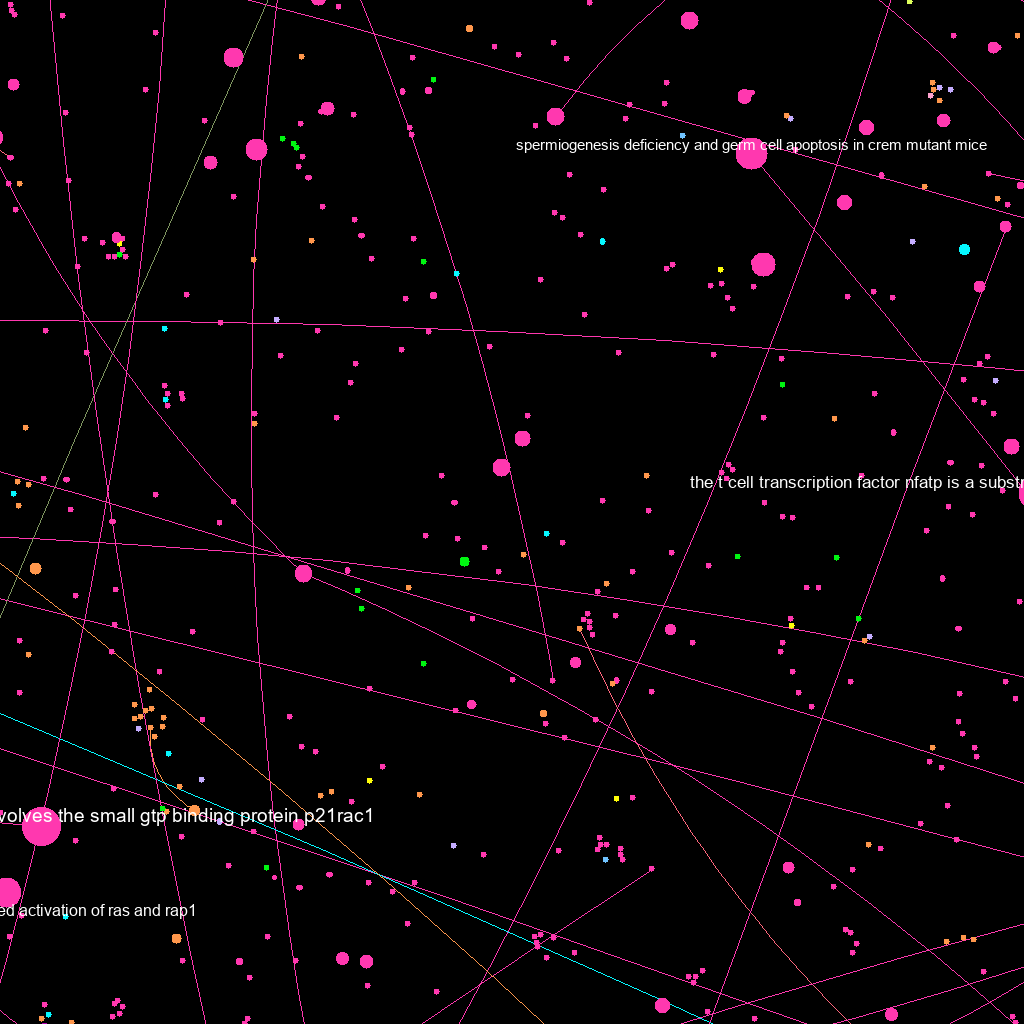 spermiogenesis deficiency and germ cell apoptosis in crem mutant mice
the t cell transcription factor nfatp is a substr
volves the small gtp binding protein p21rac1
ed activation of ras and rap1